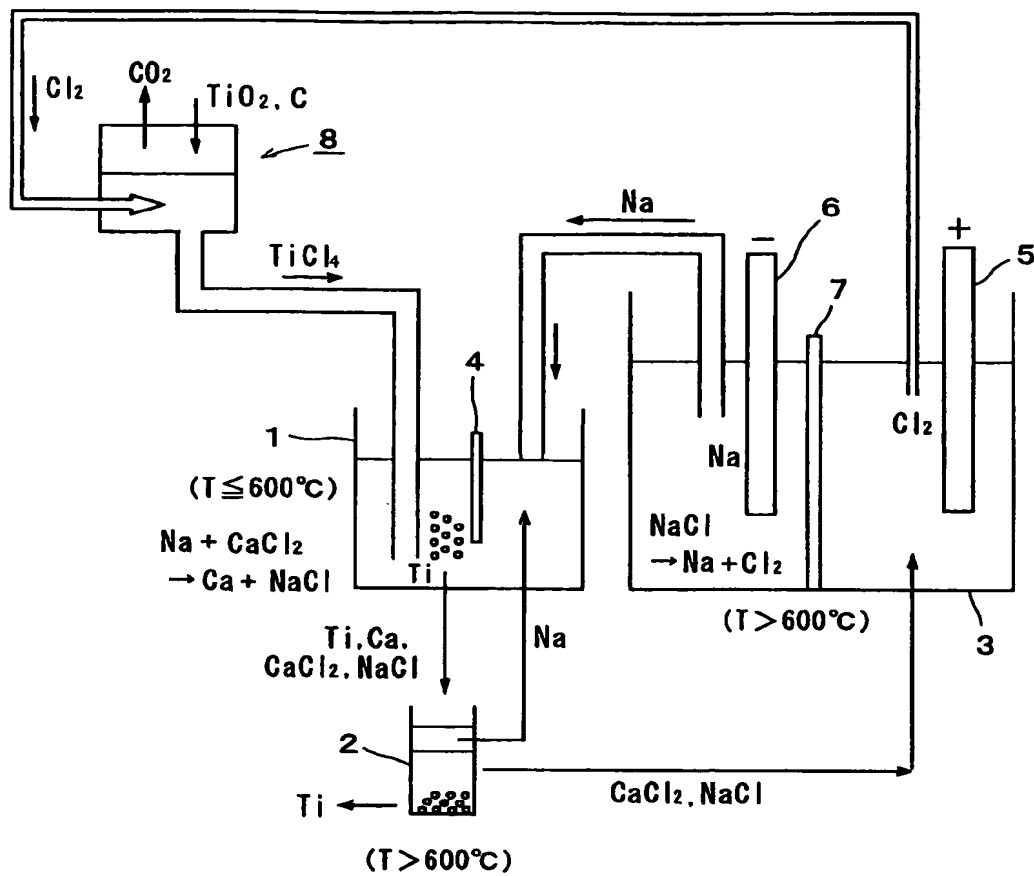 CO₂
Cl₂
TiO₂, C
8
Na
6
−
+
5
TiCl₄
7
4
1
Cl₂
Na
(T≦600℃)
Na + CaCl₂
→ Ca + NaCl
Ti
NaCl
→ Na + Cl₂
(T>600℃)
3
Ti, Ca,
CaCl₂, NaCl
Na
2
CaCl₂, NaCl
Ti
(T>600℃)